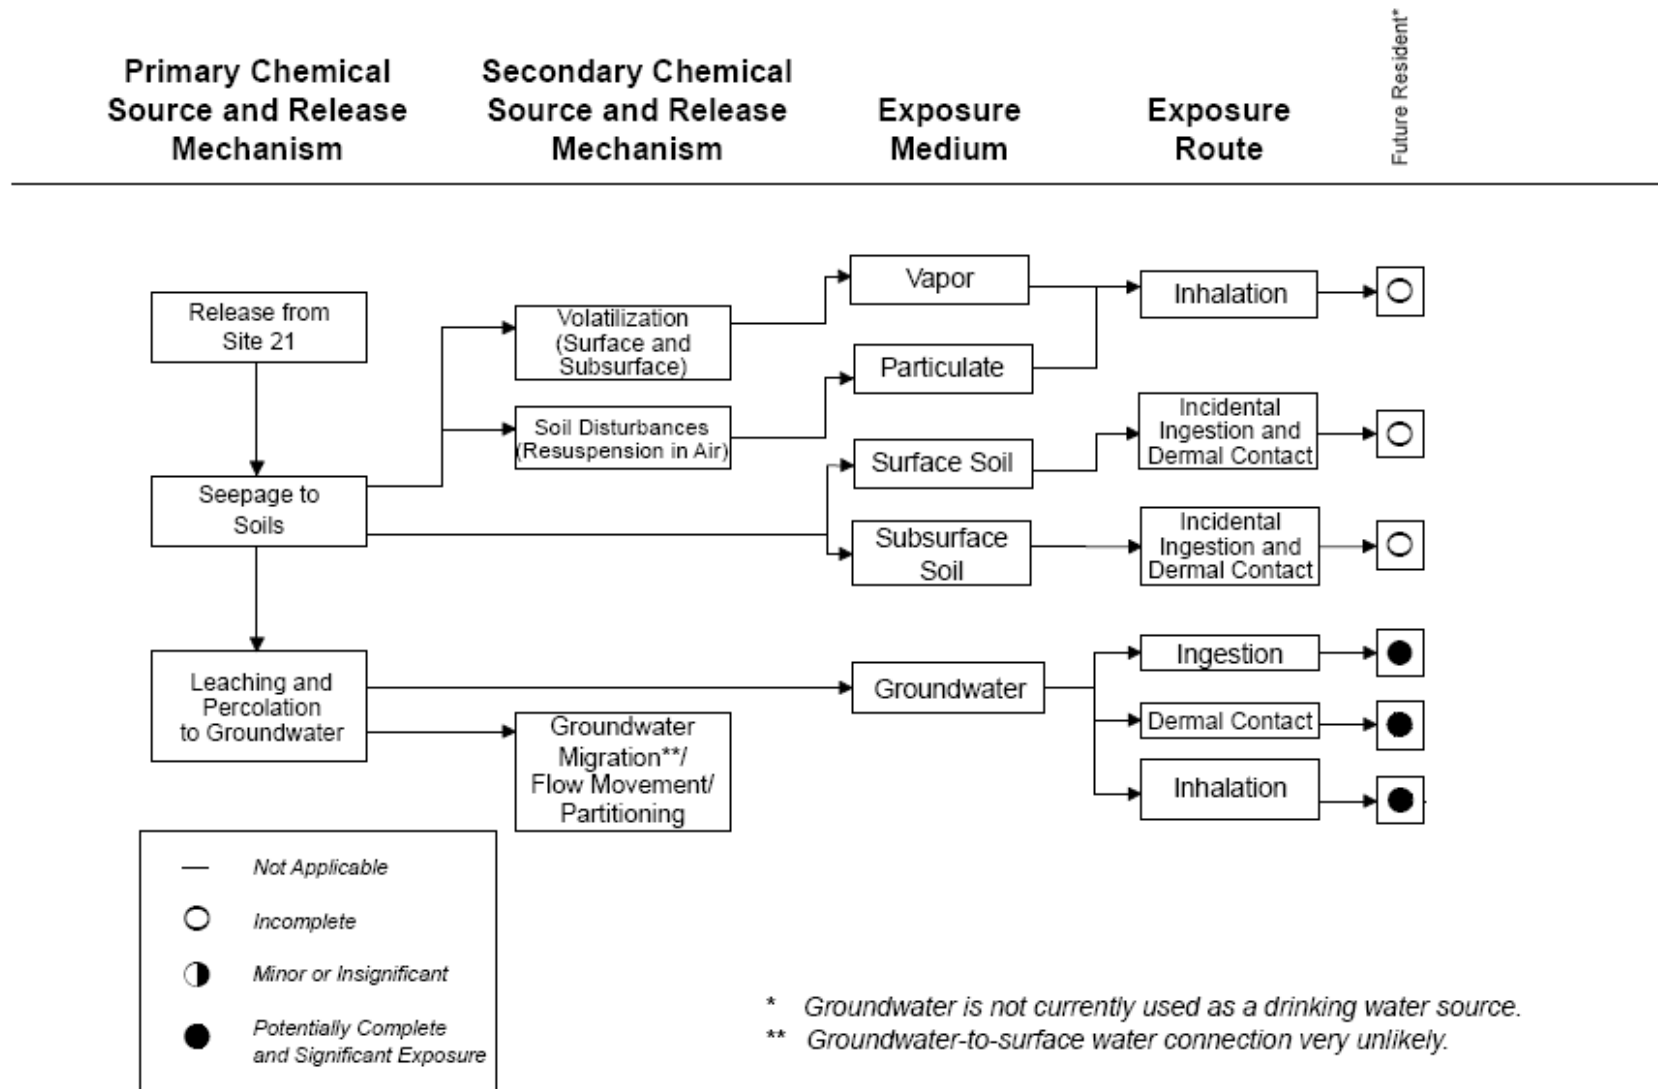 Primary Chemical
Source and Release
Mechanism
Secondary Chemical
Source and Release
Mechanism
Exposure
Medium
Exposure
Route
Future Resident*
Release from
Site 21
Seepage to
Soils
Leaching and
Percolation
to Groundwater
Volatilization
(Surface and
Subsurface)
Soil Disturbances
(Resuspension in Air)
Groundwater
Migration**/
Flow Movement/
Partitioning
Vapor
Particulate
Surface Soil
Subsurface
Soil
Groundwater
Inhalation
Incidental
Ingestion and
Dermal Contact
Incidental
Ingestion and
Dermal Contact
Ingestion
Dermal Contact
Inhalation
Not Applicable
Incomplete
Minor or Insignificant
Potentially Complete
and Significant Exposure
* Groundwater is not currently used as a drinking water source.
** Groundwater-to-surface water connection very unlikely.